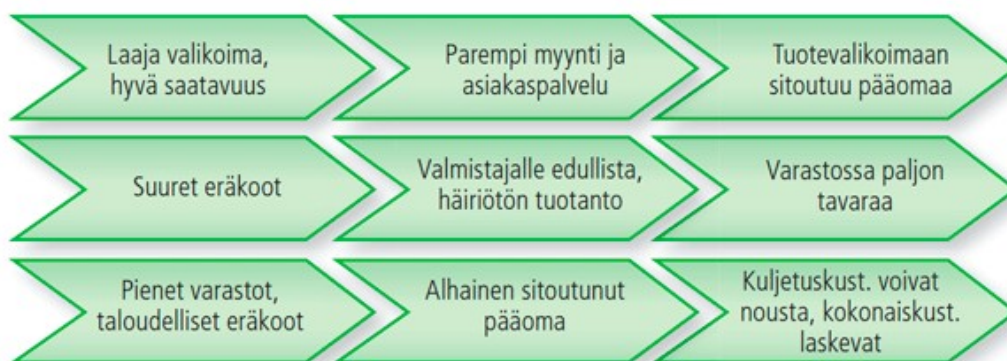 Laaja valikoima,
hyvä saatavuus
Parempi myynti ja
asiakaspalvelu
Tuotevalikoimaan
sitoutuu pääomaa
Suuret eräkoot
Valmistajalle edullista,
häiriötön tuotanto
Varastossa paljon
tavaraa
Pienet varastot,
taloudelliset eräkoot
Alhainen sitoutunut
pääoma
Kuljetuskust. voivat
nousta, kokonaiskust.
laskevat